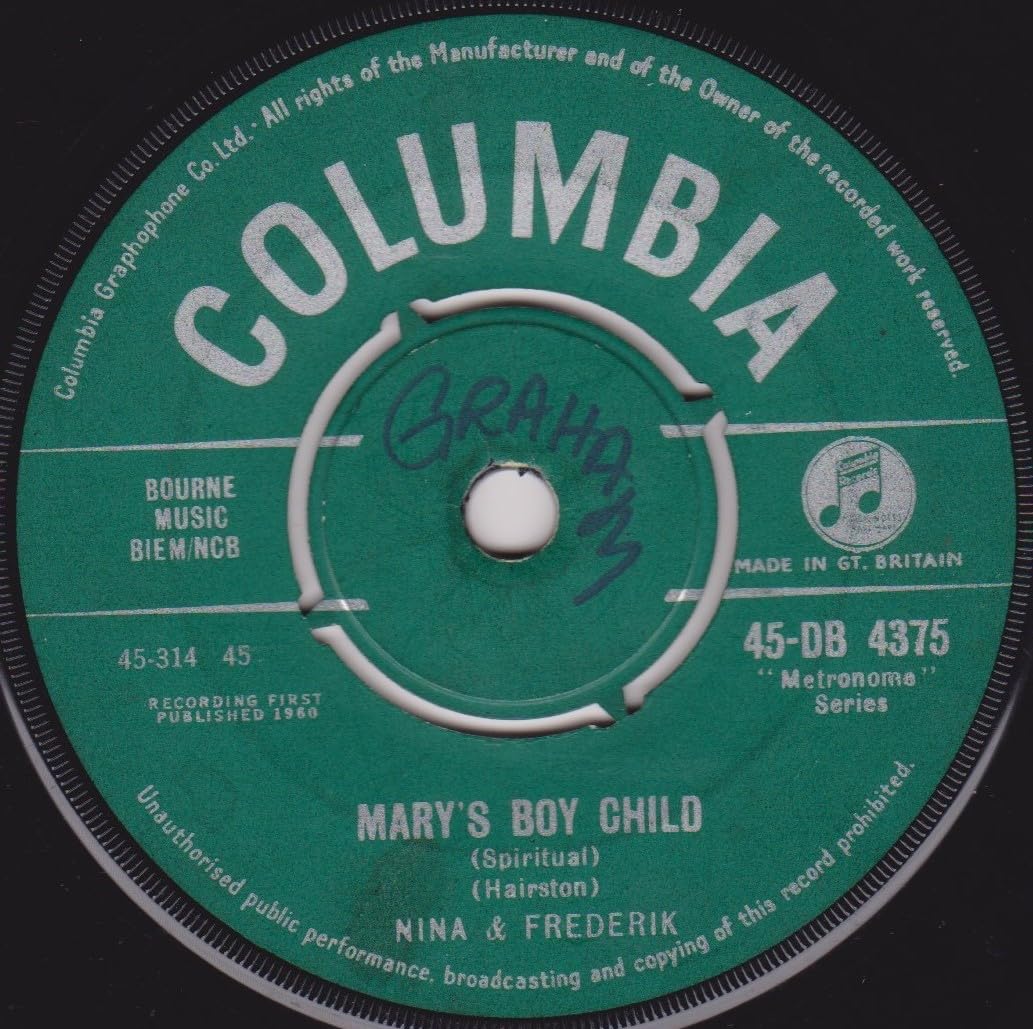 Columbia Graphophone Co. Ltd. · All rights of the Manufacturer and of the Owner of the recorded work reserved.
COLUMBIA
GRAHAM
BOURNE
MUSIC
BIEM/NCB
Columbia
Records
MADE IN GT. BRITAIN
45-314 45
RECORDING FIRST
PUBLISHED 1960
45-DB 4375
"Metronome"
Series
MARY'S BOY CHILD
(Spiritual)
(Hairston)
NINA & FREDERIK
Unauthorised public performance, broadcasting and copying of this record prohibited.